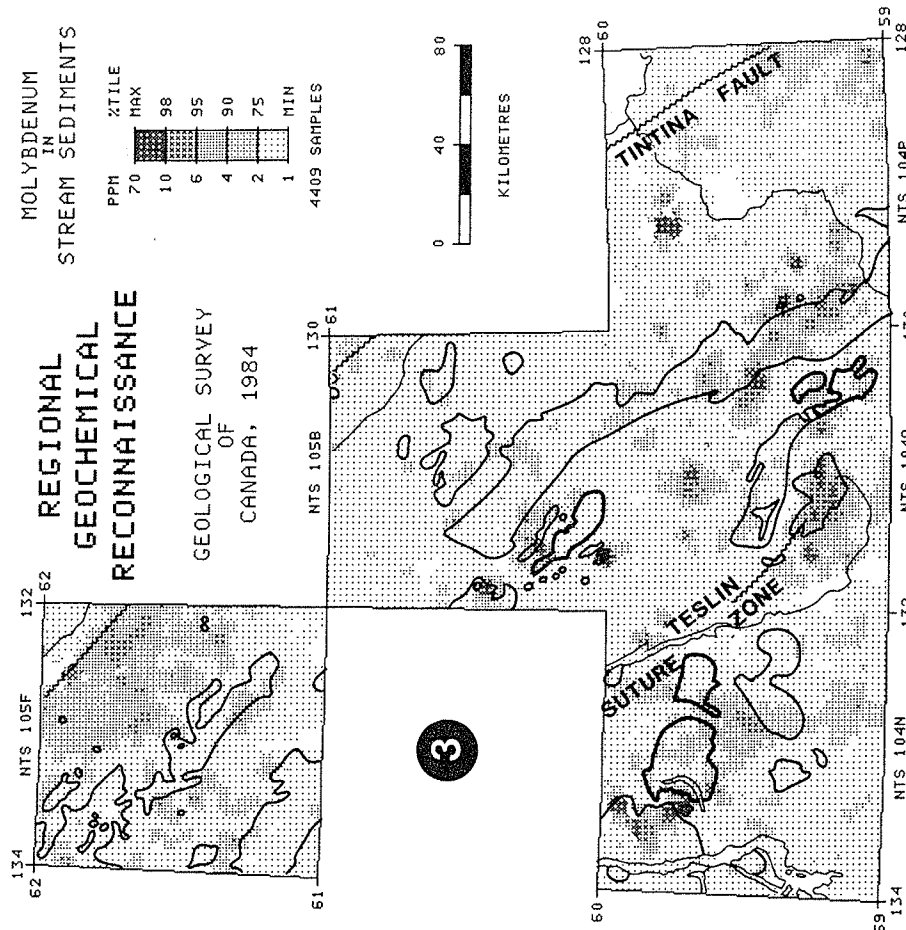 REGIONAL
GEOCHEMICAL
RECONNAISSANCE
GEOLOGICAL SURVEY
OF
CANADA, 1984
MOLYBDENUM
IN
STREAM SEDIMENTS
PPM %TILE
70 MAX
10 98
6 95
4 90
2 75
1 MIN
4409 SAMPLES
0 40 80
KILOMETRES
134 NTS 105F 132
62 62
61
3
NTS 105B 130
61
60
128
60
TINTINA FAULT
TESLIN
SUTURE ZONE
59
134 NTS 104N 132 NTS 104O NTS 104P 128
59